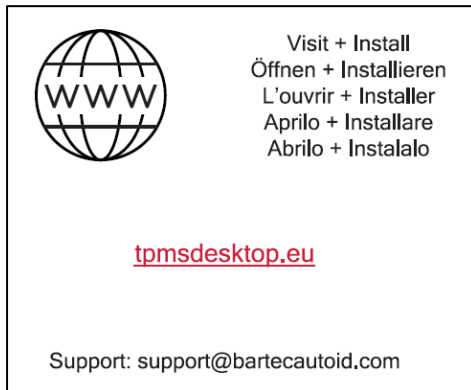 WWW
Visit + Install
Öffnen + Installieren
L'ouvrir + Installer
Aprilo + Installare
Abrilo + Instalalo
tpmsdesktop.eu
Support: support@bartecautoid.com